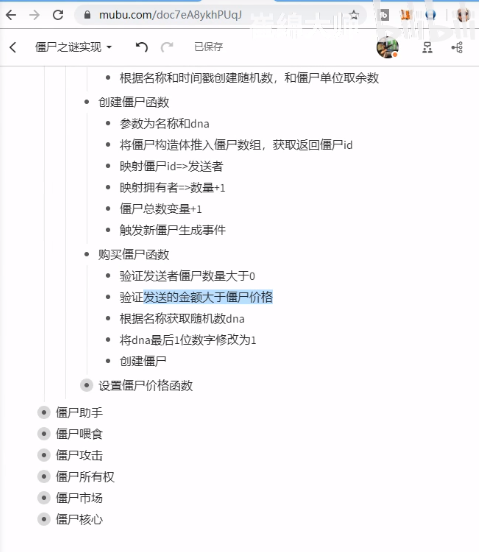 mubu.com/doc7eA8ykhPUqJ
僵尸之谜实现
已保存
根据名称和时间戳创建随机数，和僵尸单位取余数
创建僵尸函数
参数为名称和dna
将僵尸构造体推入僵尸数组，获取返回僵尸id
映射僵尸id=>发送者
映射拥有者=>数量+1
僵尸总数变量+1
触发新僵尸生成事件
购买僵尸函数
验证发送者僵尸数量大于0
验证发送的金额大于僵尸价格
根据名称获取随机数dna
将dna最后1位数字修改为1
创建僵尸
设置僵尸价格函数
僵尸助手
僵尸喂食
僵尸攻击
僵尸所有权
僵尸市场
僵尸核心